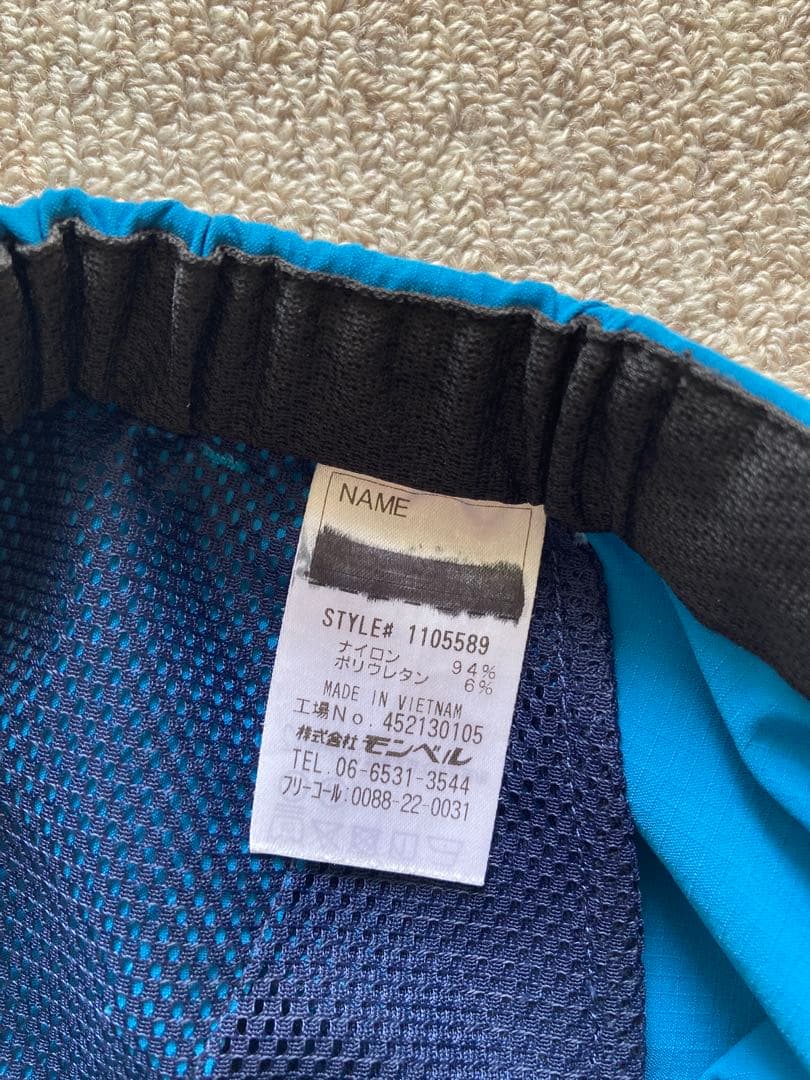 NAME
STYLE# 1105589
ナイロン 94%
ポリウレタン 6%
MADE IN VIETNAM
工場No. 452130105
株式会社 モンベル
TEL. 06-6531-3544
フリーコール:0088-22-0031